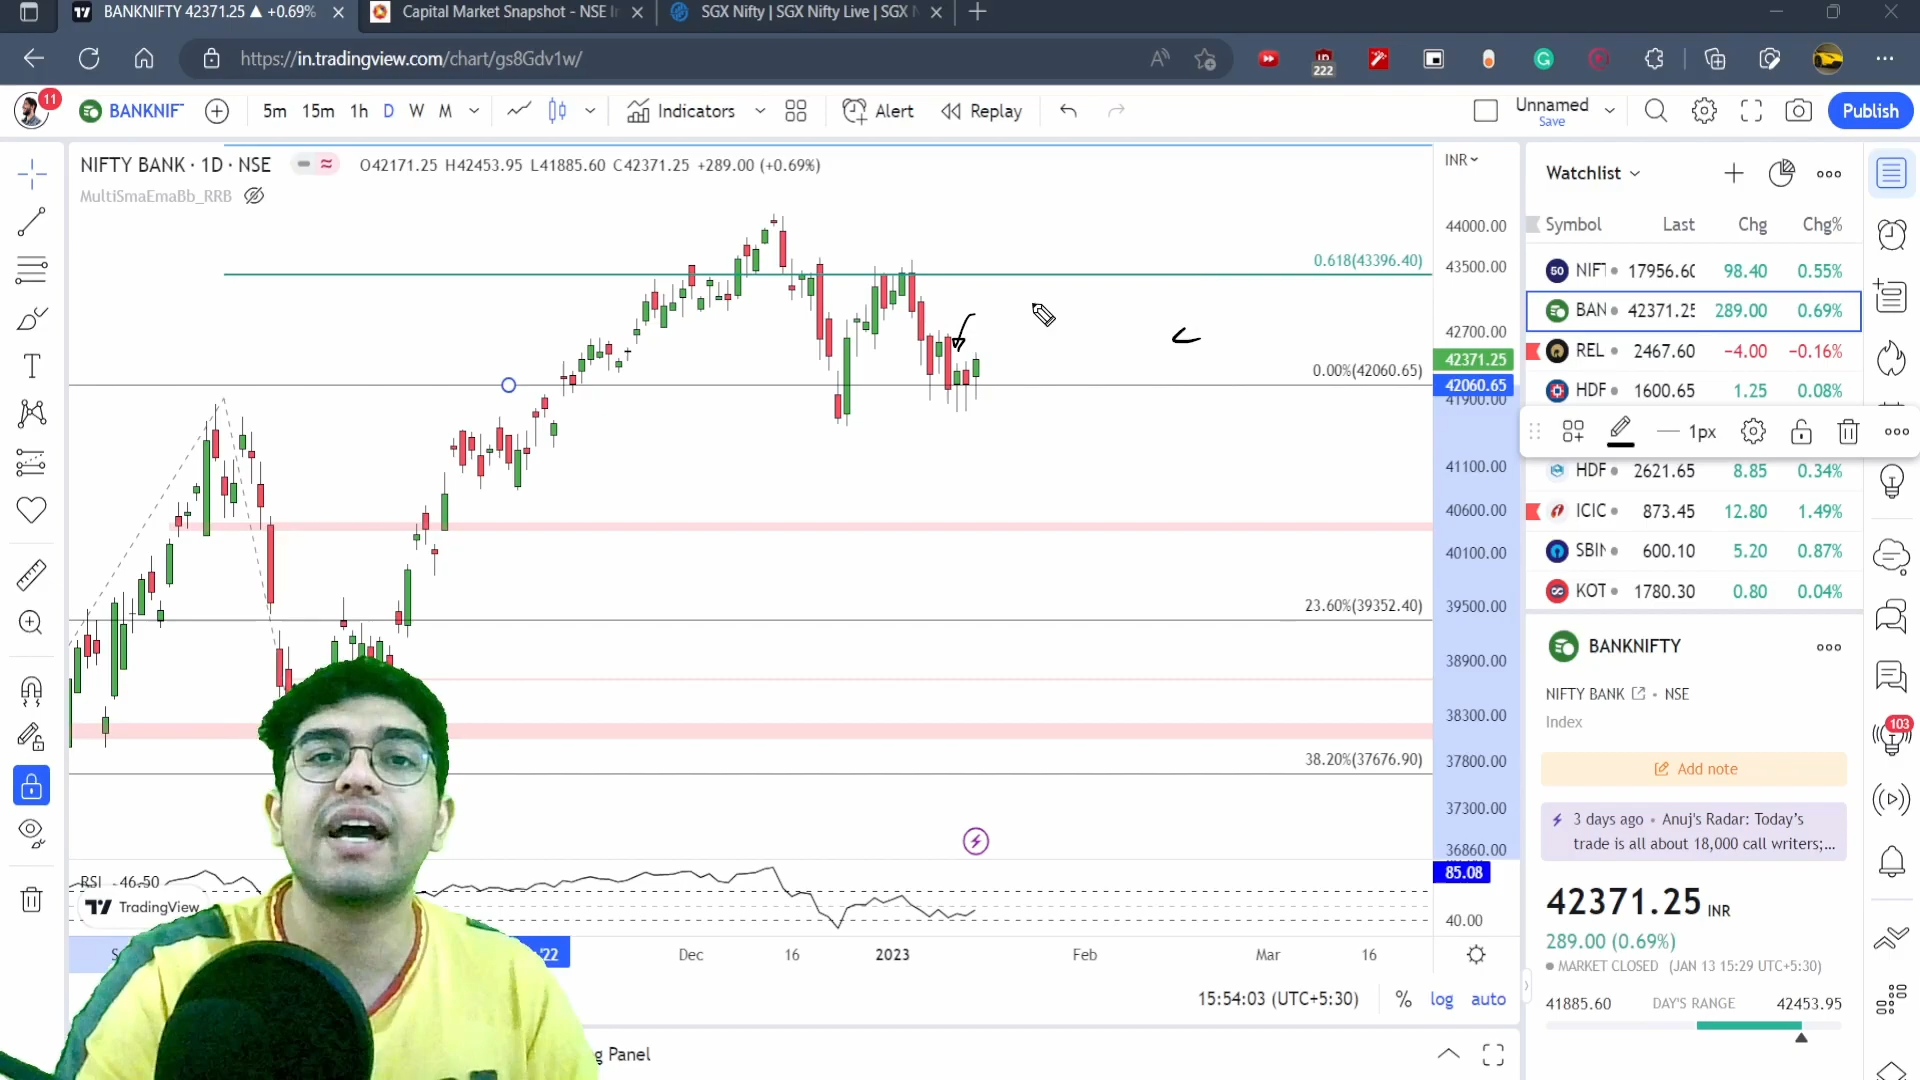 BANKNIFTY 42371.25 ▲ +0.69%
Capital Market Snapshot - NSE
SGX Nifty | SGX Nifty Live | SGX
https://in.tradingview.com/chart/gs8Gdv1w/
222
11
BANKNIF
5m 15m 1h D W M
Indicators
Alert
Replay
Unnamed
Save
Publish
NIFTY BANK · 1D · NSE
O42171.25 H42453.95 L41885.60 C42371.25 +289.00 (+0.69%)
MultiSmaEmaBb_RRB
INR
44000.00
0.618(43396.40)
43500.00
42700.00
42371.25
0.00%(42060.65)
42060.65
41900.00
41100.00
40600.00
40100.00
23.60%(39352.40)
39500.00
38900.00
38300.00
38.20%(37676.90)
37800.00
37300.00
36860.00
RSI 46.50
85.08
TradingView
40.00
'22
Dec
16
2023
Feb
Mar
16
15:54:03 (UTC+5:30)
%
log
auto
g Panel
Watchlist
Symbol Last Chg Chg%
50 NIF 17956.60 98.40 0.55%
BAN 42371.25 289.00 0.69%
REL 2467.60 −4.00 −0.16%
HDF 1600.65 1.25 0.08%
1px
HDF 2621.65 8.85 0.34%
ICIC 873.45 12.80 1.49%
SBIN 600.10 5.20 0.87%
KOT 1780.30 0.80 0.04%
BANKNIFTY
NIFTY BANK • NSE
Index
103
Add note
3 days ago • Anuj's Radar: Today's
trade is all about 18,000 call writers;...
42371.25 INR
289.00 (0.69%)
MARKET CLOSED (JAN 13 15:29 UTC+5:30)
41885.60 DAY'S RANGE 42453.95